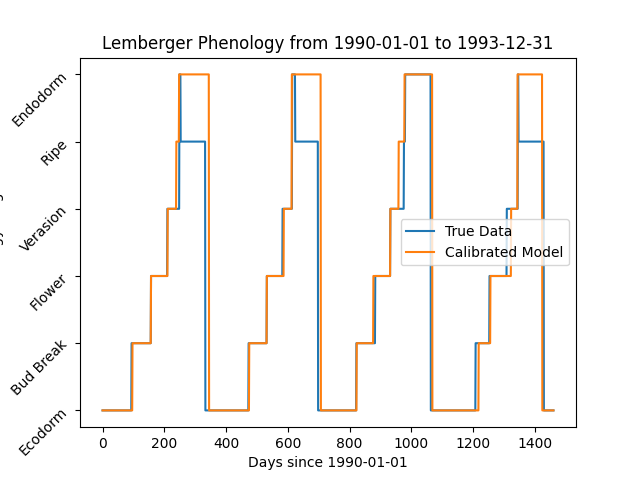 Lemberger Phenology from 1990-01-01 to 1993-12-31
Endodorm
Ripe
Verasion
Flower
Bud Break
Ecodorm
True Data
Calibrated Model
0 200 400 600 800 1000 1200 1400
Days since 1990-01-01